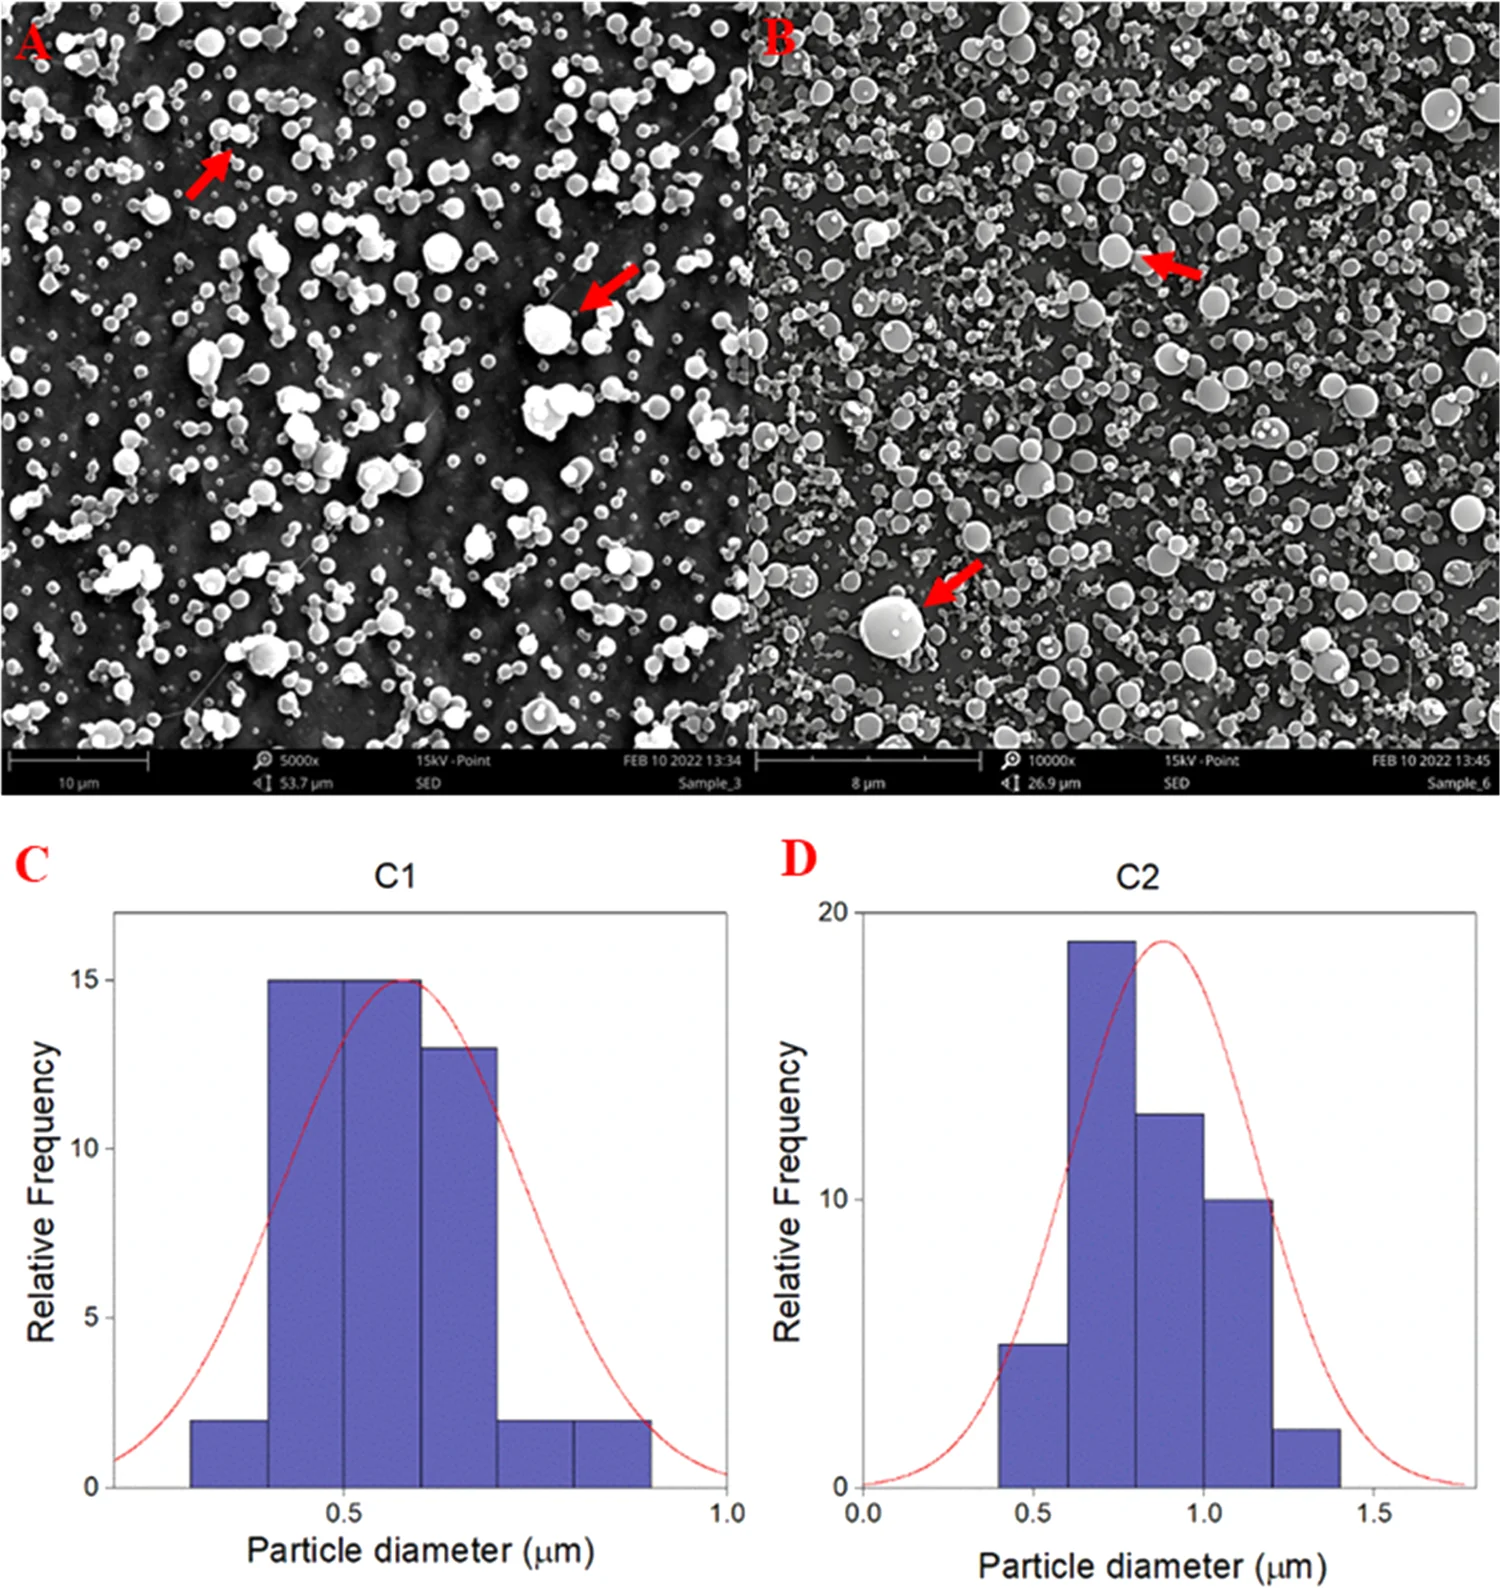 A
B
10 µm
5000x
53.7 µm
15kV - Point
SED
FEB 10 2022 13:34
Sample_3
8 µm
10000x
26.9 µm
15kV - Point
SED
FEB 10 2022 13:45
Sample_6
C
C1
15
10
5
0
0.5
1.0
Relative Frequency
Particle diameter (µm)
D
C2
20
10
0
0.0
0.5
1.0
1.5
Relative Frequency
Particle diameter (µm)